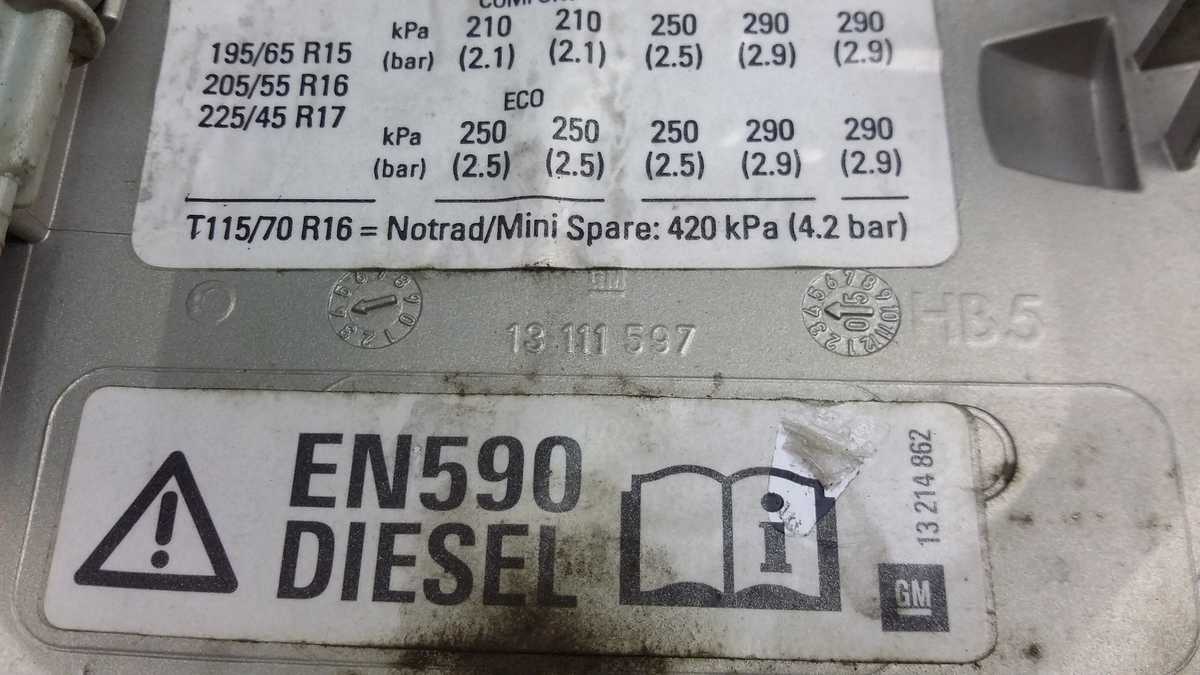 COMFORT
195/65 R15 kPa 210 210 250 290 290
205/55 R16 (bar) (2.1) (2.1) (2.5) (2.9) (2.9)
225/45 R17 ECO
kPa 250 250 250 290 290
(bar) (2.5) (2.5) (2.5) (2.9) (2.9)
T115/70 R16 = Notrad/Mini Spare: 420 kPa (4.2 bar)
GM
13 111 597
HB5
EN590
DIESEL
i
13 214 862
GM